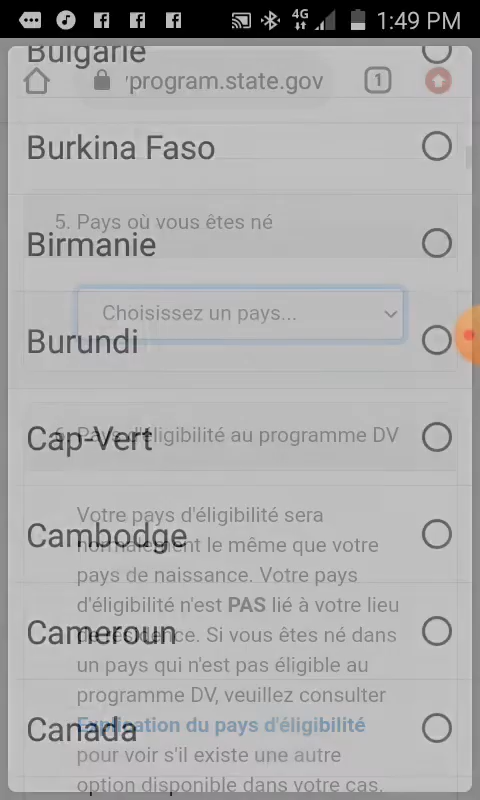 4G 1:49 PM
Bulgarie
program.state.gov 1
Burkina Faso
5. Pays où vous êtes né
Birmanie
Choisissez un pays...
Burundi
6. Pays d'éligibilité au programme DV
Cap-Vert
Votre pays d'éligibilité sera
Cambodge
normalement le même que votre
pays de naissance. Votre pays
d'éligibilité n'est PAS lié à votre lieu
Cameroun
de résidence. Si vous êtes né dans
un pays qui n'est pas éligible au
programme DV, veuillez consulter
Canada
Explication du pays d'éligibilité
pour voir s'il existe une autre
option disponible dans votre cas.